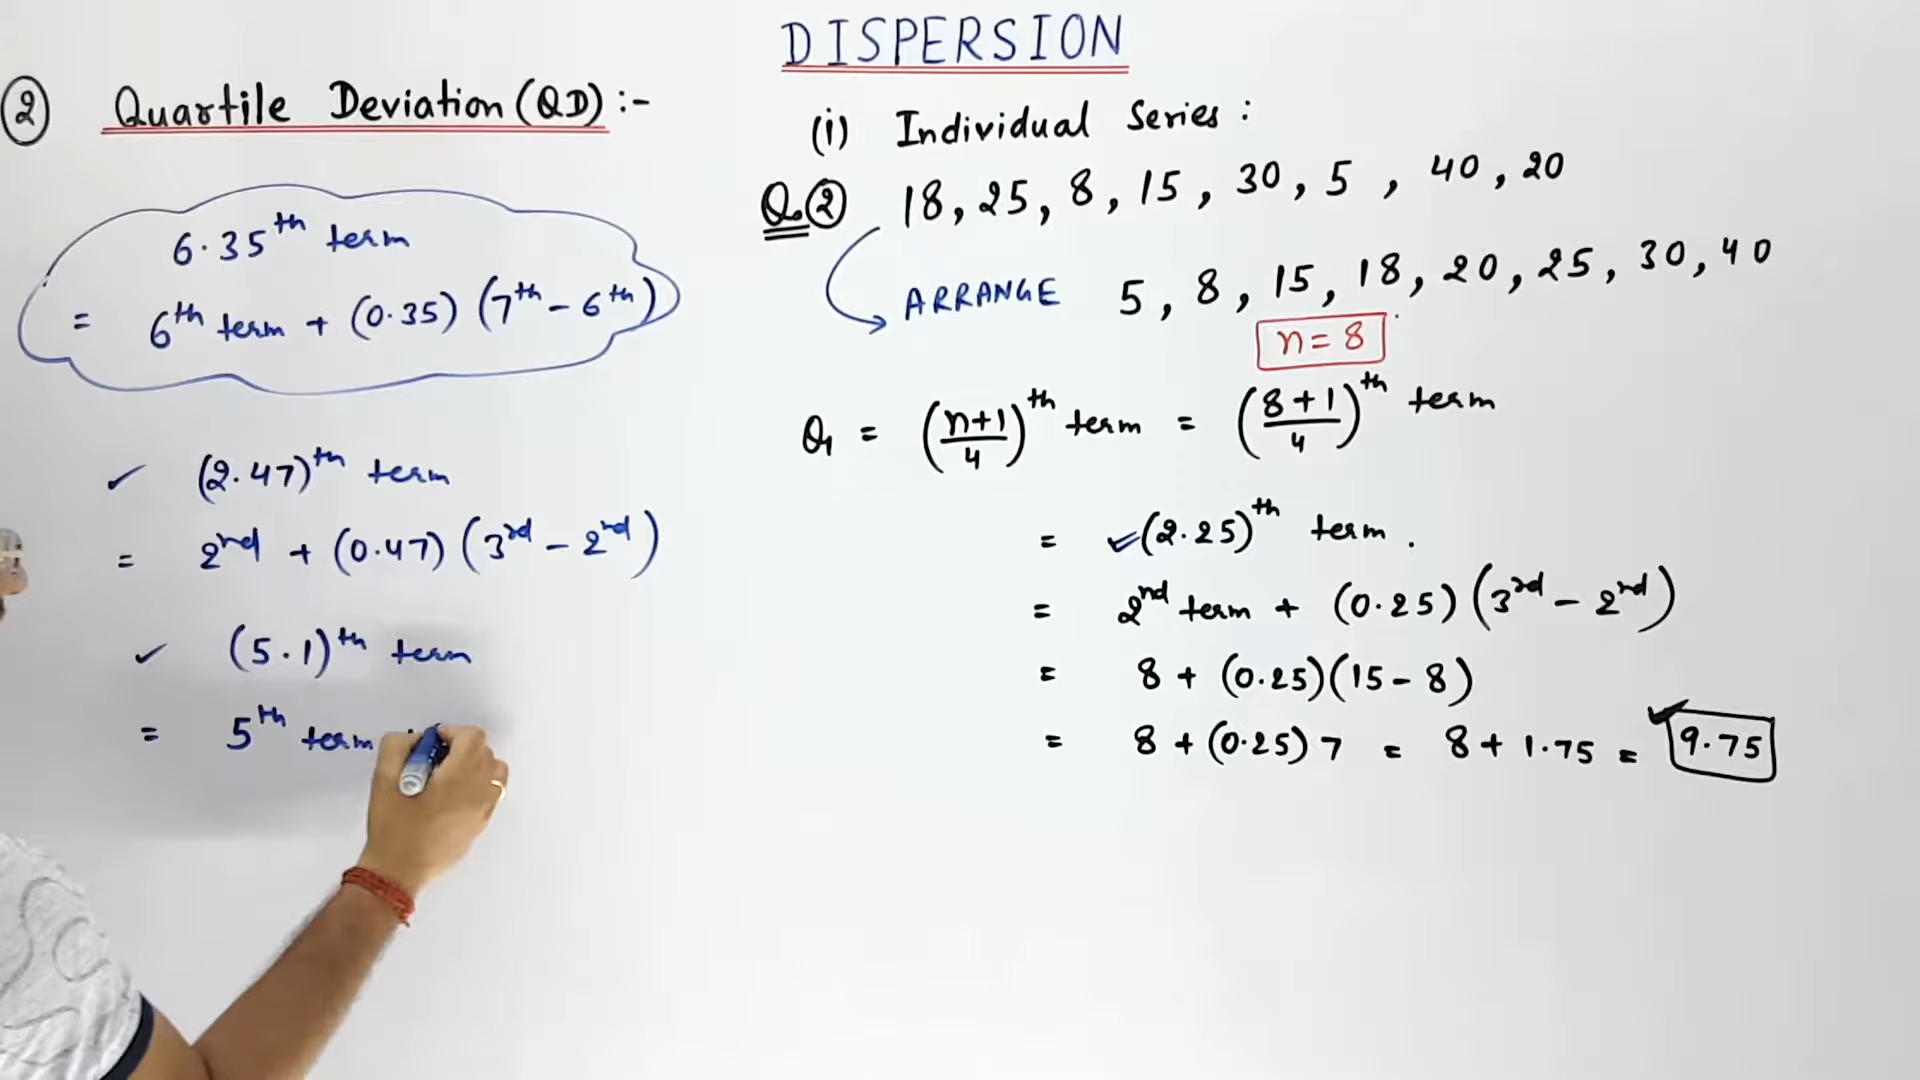 DISPERSION
② Quartile Deviation (QD) :-
6.35th term
= 6th term + (0.35) (7th - 6th)
✓ (2.47)th term
= 2nd + (0.47) (3rd - 2nd)
✓ (5.1)th term
= 5th term
(i) Individual Series :
Q.② 18, 25, 8, 15, 30, 5, 40, 20
ARRANGE 5, 8, 15, 18, 20, 25, 30, 40
n = 8
Q1 = (n+1/4)th term = (8+1/4)th term
= ✓(2.25)th term.
= 2nd term + (0.25) (3rd - 2nd)
= 8 + (0.25)(15 - 8)
= 8 + (0.25) 7 = 8 + 1.75 = ✓9.75